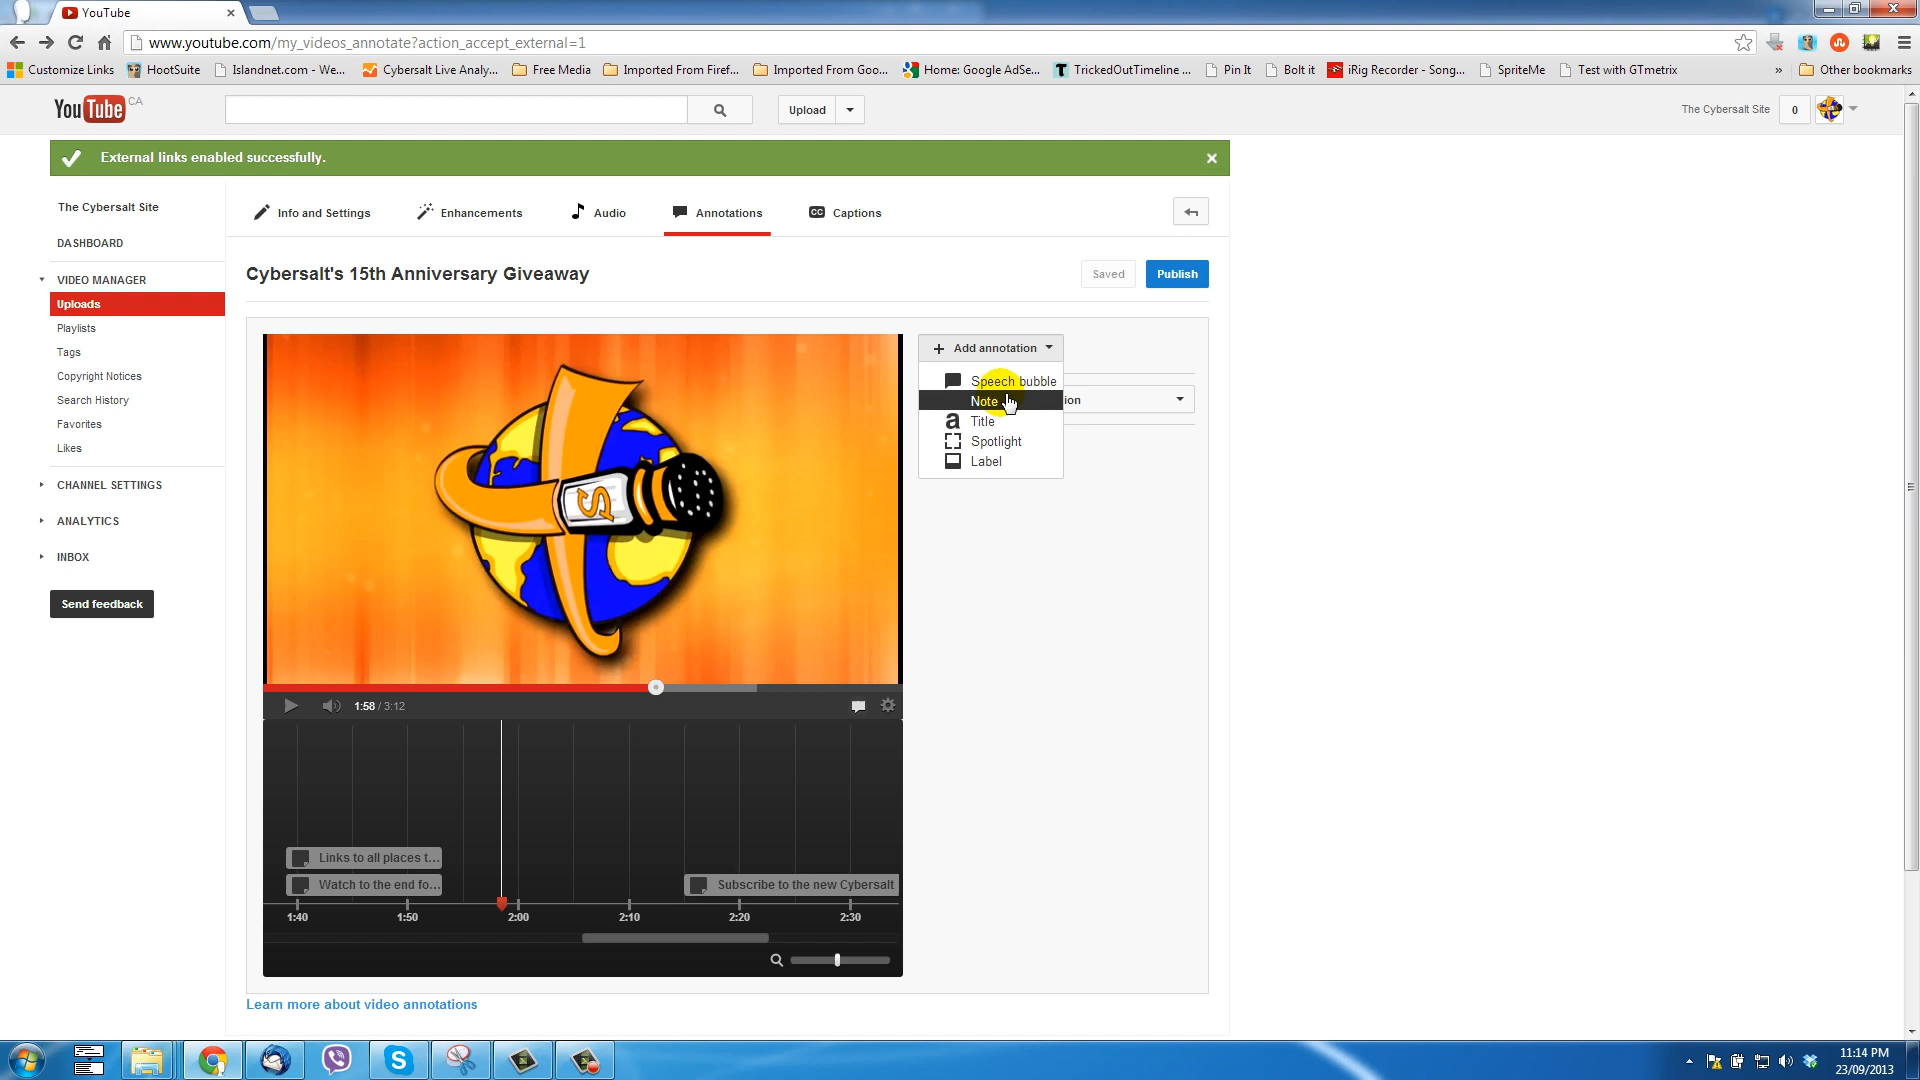 YouTube
www.youtube.com/my_videos_annotate?action_accept_external=1
Customize Links HootSuite Islandnet.com - We... Cybersalt Live Analy... Free Media Imported From Firef... Imported From Goo... Home: Google AdSe... TrickedOutTimeline ... Pin It Bolt it iRig Recorder - Song... SpriteMe Test with GTmetrix » Other bookmarks
YouTube CA Upload The Cybersalt Site 0
External links enabled successfully.
The Cybersalt Site
DASHBOARD
VIDEO MANAGER
Uploads
Playlists
Tags
Copyright Notices
Search History
Favorites
Likes
CHANNEL SETTINGS
ANALYTICS
INBOX
Send feedback
Info and Settings Enhancements Audio Annotations CC Captions
Cybersalt's 15th Anniversary Giveaway Saved Publish
S
+ Add annotation
Speech bubble
Note ion
a Title
Spotlight
Label
1:58 / 3:12
Links to all places t...
Watch to the end fo... Subscribe to the new Cybersalt
1:40 1:50 2:00 2:10 2:20 2:30
Learn more about video annotations
11:14 PM
23/09/2013